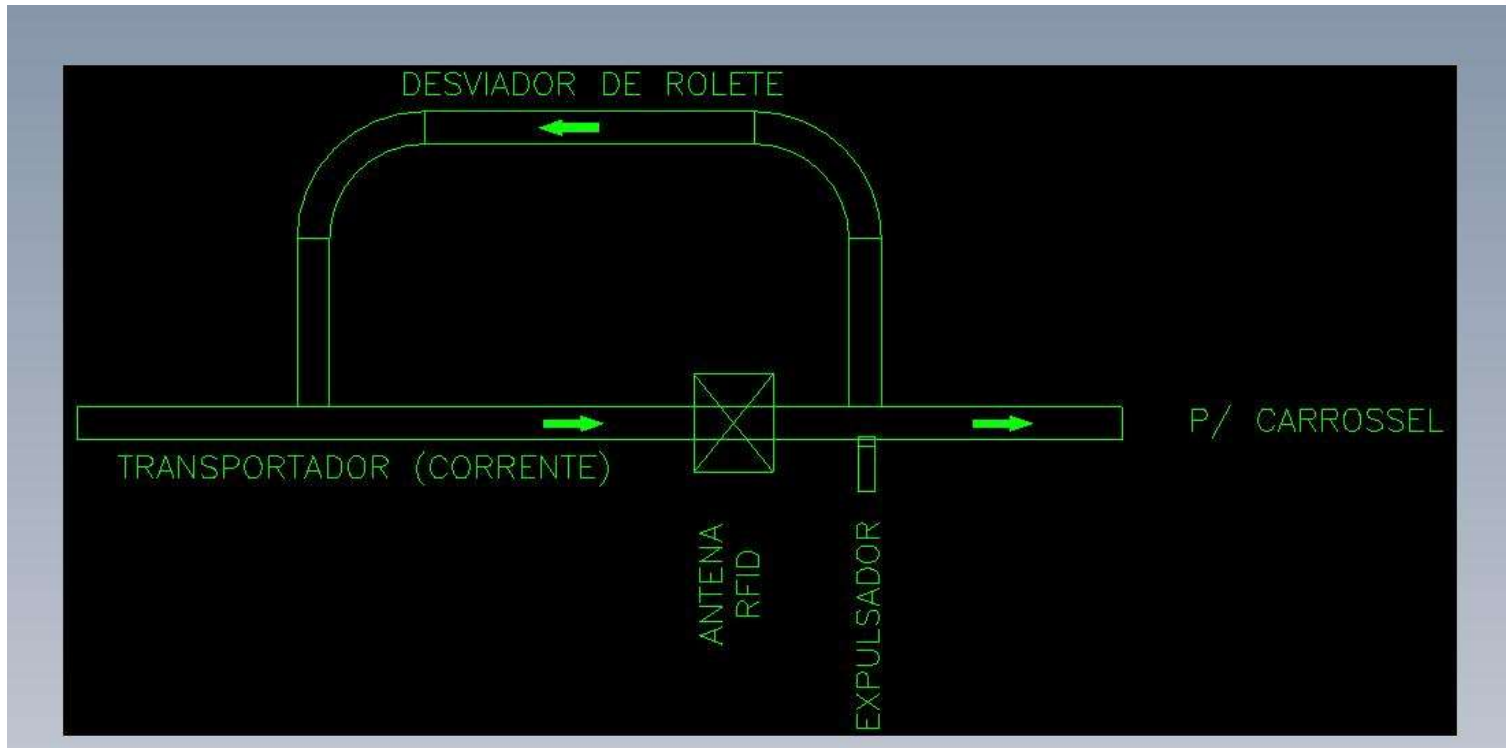 DESVIADOR DE ROLETE
P/ CARROSSEL
TRANSPORTADOR (CORRENTE)
ANTENA
RFID
EXPULSADOR